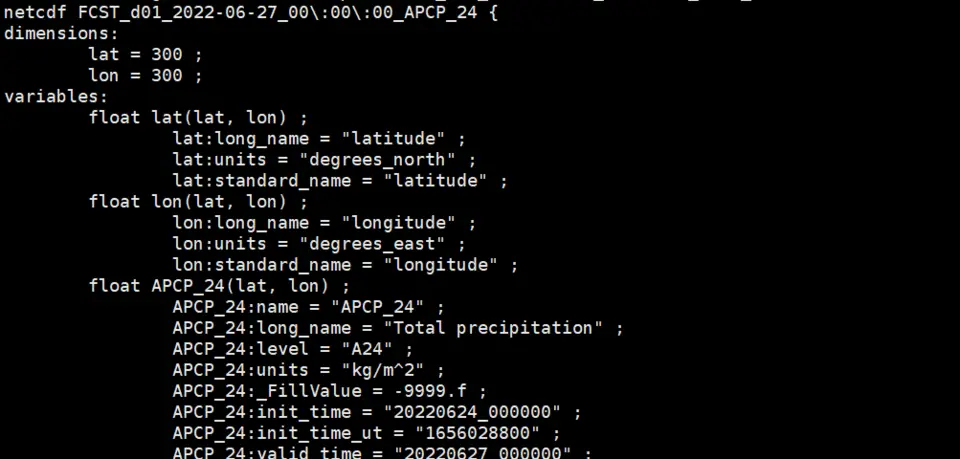 netcdf FCST_d01_2022-06-27_00\:00\:00_APCP_24 {
dimensions:
lat = 300 ;
lon = 300 ;
variables:
float lat(lat, lon) ;
lat:long_name = "latitude" ;
lat:units = "degrees_north" ;
lat:standard_name = "latitude" ;
float lon(lat, lon) ;
lon:long_name = "longitude" ;
lon:units = "degrees_east" ;
lon:standard_name = "longitude" ;
float APCP_24(lat, lon) ;
APCP_24:name = "APCP_24" ;
APCP_24:long_name = "Total precipitation" ;
APCP_24:level = "A24" ;
APCP_24:units = "kg/m^2" ;
APCP_24:_FillValue = -9999.f ;
APCP_24:init_time = "20220624_000000" ;
APCP_24:init_time_ut = "1656028800" ;
APCP_24:valid_time = "20220627_000000" ;